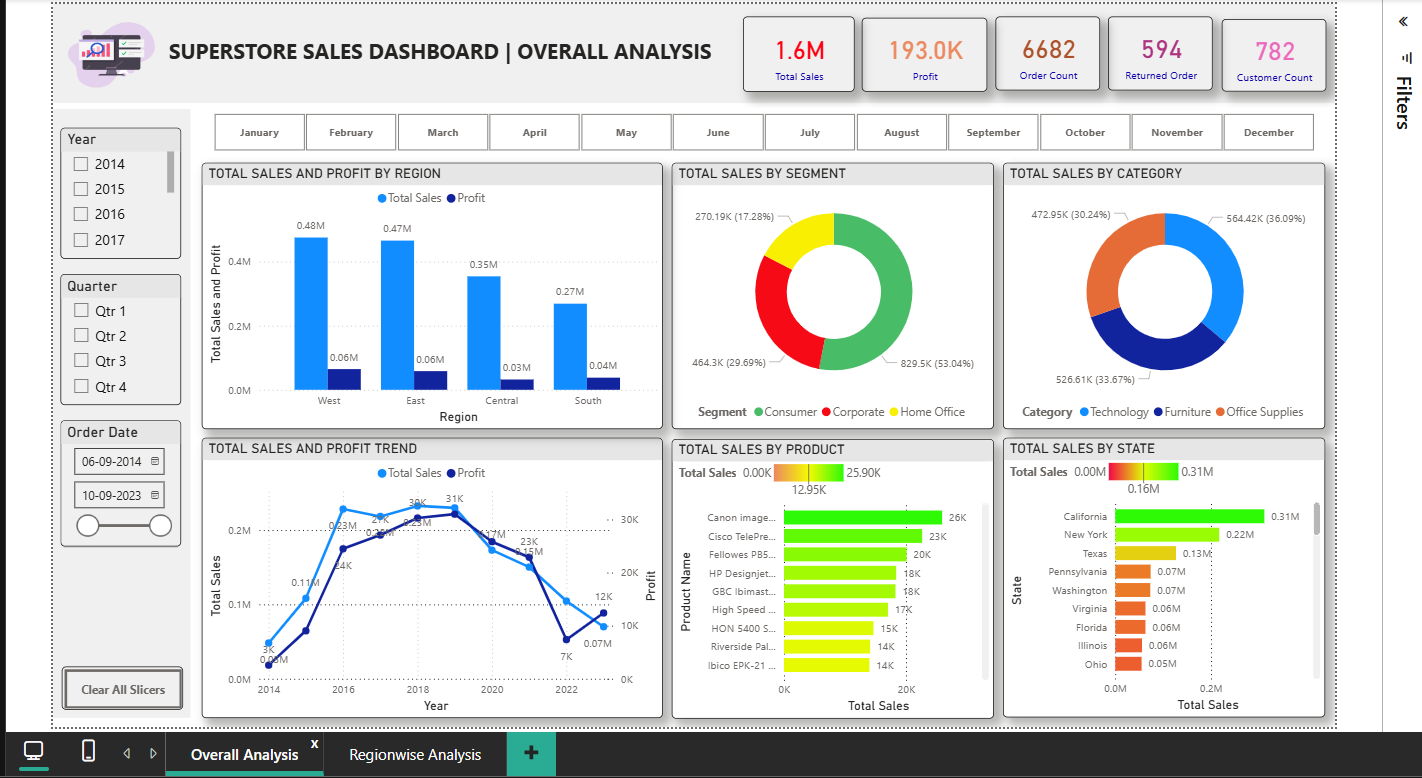 SUPERSTORE SALES DASHBOARD | OVERALL ANALYSIS
1.6M
Total Sales
193.0K
Profit
6682
Order Count
594
Returned Order
782
Customer Count
Filters
January February March April May June July August September October November December
Year
2014
2015
2016
2017
Quarter
Qtr 1
Qtr 2
Qtr 3
Qtr 4
Order Date
06-09-2014
10-09-2023
Clear All Slicers
TOTAL SALES AND PROFIT BY REGION
Total Sales Profit
Total Sales and Profit
0.4M
0.2M
0.0M
0.48M
0.06M
0.47M
0.06M
0.35M
0.03M
0.27M
0.04M
West East Central South
Region
TOTAL SALES BY SEGMENT
270.19K (17.28%)
464.3K (29.69%)
829.5K (53.04%)
Segment Consumer Corporate Home Office
TOTAL SALES BY CATEGORY
472.95K (30.24%)
564.42K (36.09%)
526.61K (33.67%)
Category Technology Furniture Office Supplies
TOTAL SALES AND PROFIT TREND
Total Sales Profit
Total Sales
0.2M
0.1M
0.0M
3K
0.11M
0.23M
24K
27K
30K
31K
0.17M
23K
0.15M
7K
12K
0.07M
30K
20K
10K
0K
Profit
2014 2016 2018 2020 2022
Year
TOTAL SALES BY PRODUCT
Total Sales 0.00K 25.90K
12.95K
Product Name
Canon image... 26K
Cisco TelePre... 23K
Fellowes PB5... 20K
HP Designjet... 18K
GBC Ibimast... 18K
High Speed ... 17K
HON 5400 S... 15K
Riverside Pal... 14K
Ibico EPK-21 ... 14K
0K 20K
Total Sales
TOTAL SALES BY STATE
Total Sales 0.00M 0.31M
0.16M
State
California 0.31M
New York 0.22M
Texas 0.13M
Pennsylvania 0.07M
Washington 0.07M
Virginia 0.06M
Florida 0.06M
Illinois 0.06M
Ohio 0.05M
0.0M 0.2M
Total Sales
Overall Analysis x
Regionwise Analysis
+